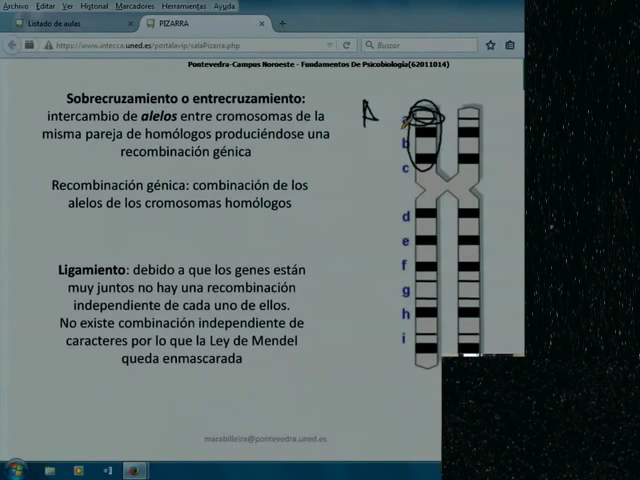 Archivo Editar Ver Historial Marcadores Herramientas Ayuda
Listado de aulas
PIZARRA
https://www.intecca.uned.es/portalavip/salaPizarra.php
Buscar
Pontevedra-Campus Noroeste - Fundamentos De Psicobiología(62011014)
Sobrecruzamiento o entrecruzamiento:
intercambio de alelos entre cromosomas de la
misma pareja de homólogos produciéndose una
recombinación génica
Recombinación génica: combinación de los
alelos de los cromosomas homólogos
Ligamiento: debido a que los genes están
muy juntos no hay una recombinación
independiente de cada uno de ellos.
No existe combinación independiente de
caracteres por lo que la Ley de Mendel
queda enmascarada
A
a
b
c
d
e
f
g
h
i
marabilleira@pontevedra.uned.es